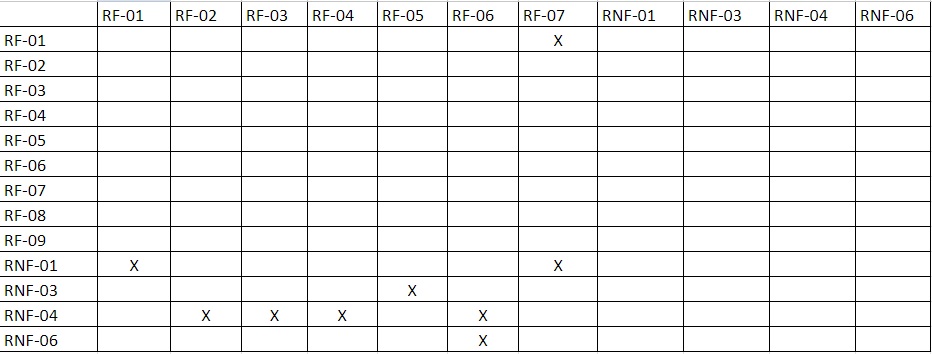 RF-01 RF-02 RF-03 RF-04 RF-05 RF-06 RF-07 RNF-01 RNF-03 RNF-04 RNF-06
RF-01 X
RF-02
RF-03
RF-04
RF-05
RF-06
RF-07
RF-08
RF-09
RNF-01 X X
RNF-03 X
RNF-04 X X X X
RNF-06 X